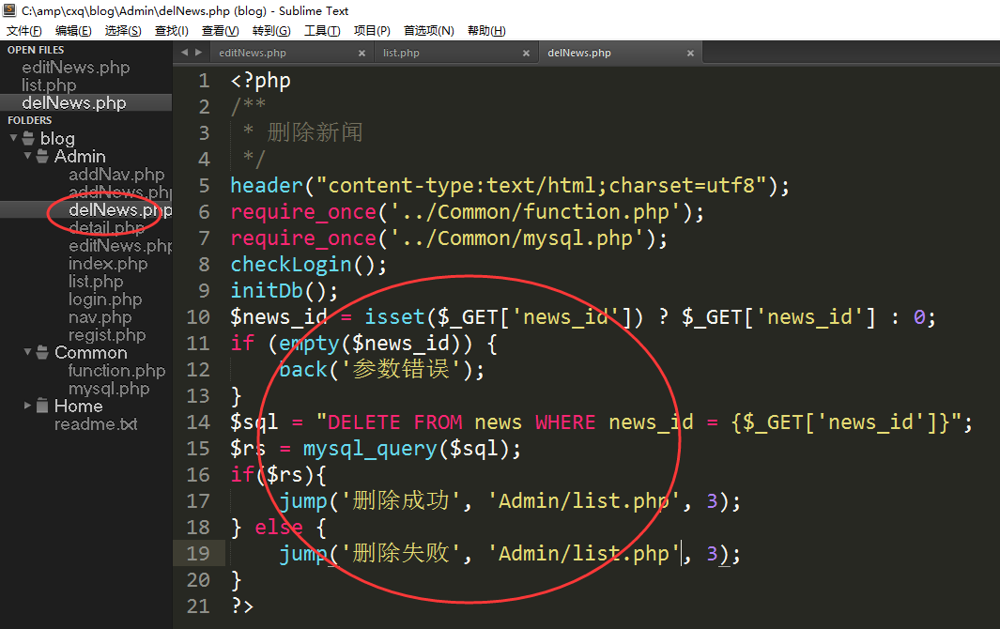 C:\amp\cxq\blog\Admin\delNews.php (blog) - Sublime Text
文件(F) 编辑(E) 选择(S) 查找(I) 查看(V) 转到(G) 工具(T) 项目(P) 首选项(N) 帮助(H)
OPEN FILES
editNews.php
list.php
delNews.php
FOLDERS
blog
Admin
addNav.php
addNews.php
delNews.php
detail.php
editNews.php
index.php
list.php
login.php
nav.php
regist.php
Common
function.php
mysql.php
Home
readme.txt
editNews.php list.php delNews.php
1 <?php
2 /**
3  * 删除新闻
4  */
5 header("content-type:text/html;charset=utf8");
6 require_once('../Common/function.php');
7 require_once('../Common/mysql.php');
8 checkLogin();
9 initDb();
10 $news_id = isset($_GET['news_id']) ? $_GET['news_id'] : 0;
11 if (empty($news_id)) {
12     back('参数错误');
13 }
14 $sql = "DELETE FROM news WHERE news_id = {$_GET['news_id']}";
15 $rs = mysql_query($sql);
16 if($rs){
17     jump('删除成功', 'Admin/list.php', 3);
18 } else {
19     jump('删除失败', 'Admin/list.php', 3);
20 }
21 ?>